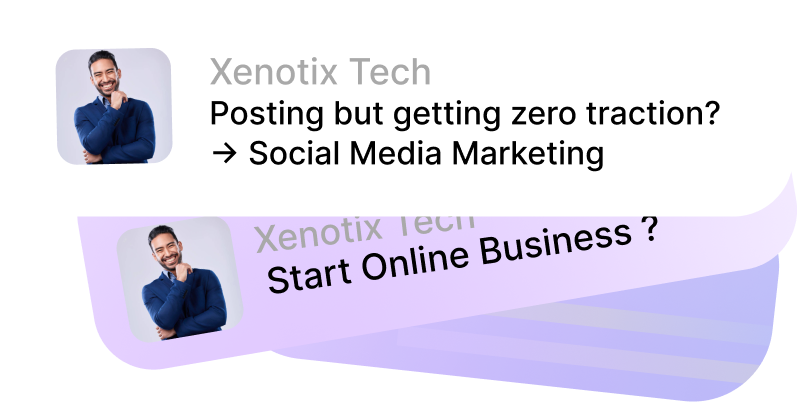 Xenotix Tech
Posting but getting zero traction?
→ Social Media Marketing
Xenotix Tech
Start Online Business ?